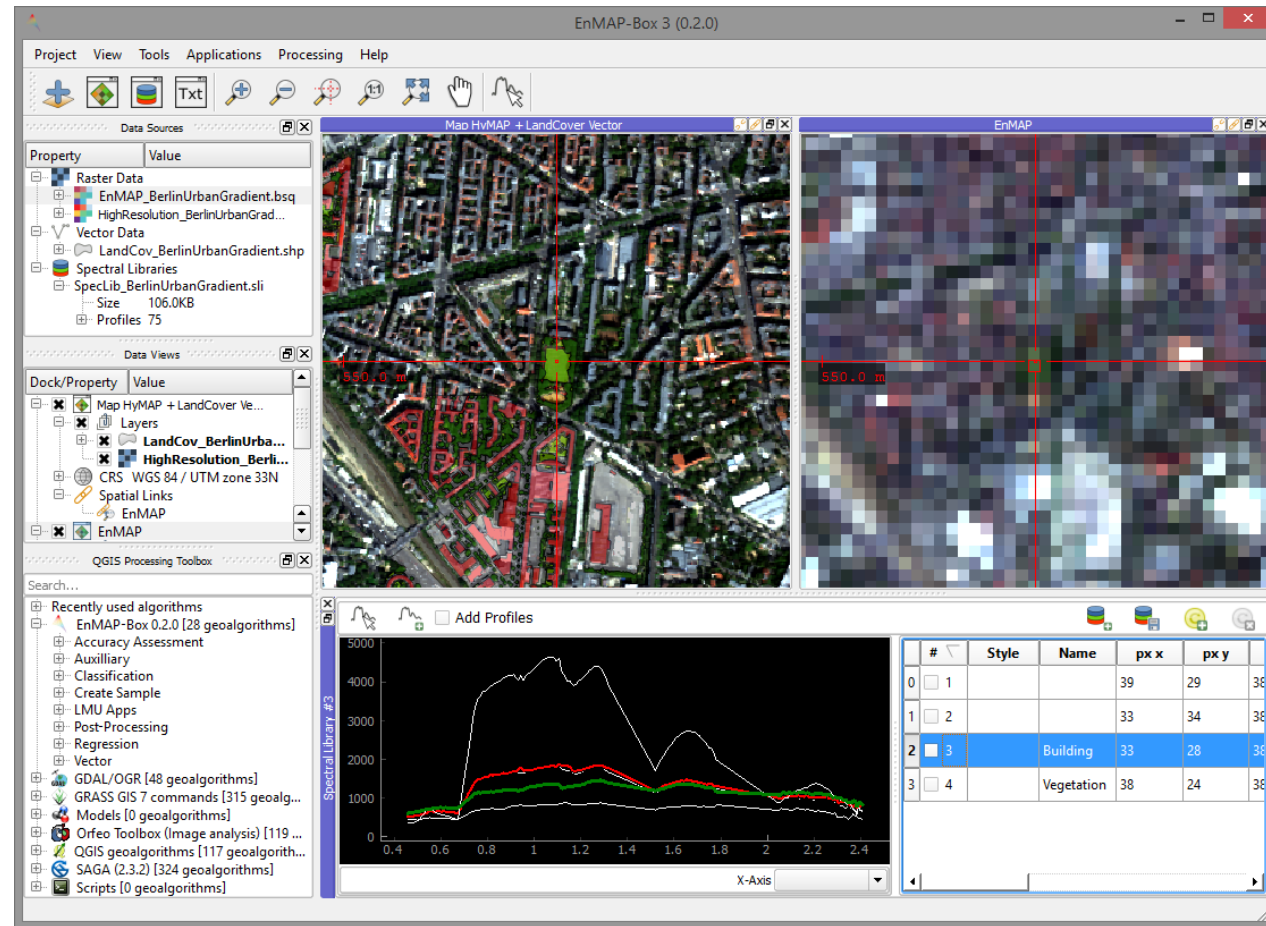 EnMAP-Box 3 (0.2.0)
Project View Tools Applications Processing Help
Txt
1:1
Data Sources
Property Value
Raster Data
EnMAP_BerlinUrbanGradient.bsq
HighResolution_BerlinUrbanGrad...
Vector Data
LandCov_BerlinUrbanGradient.shp
Spectral Libraries
SpecLib_BerlinUrbanGradient.sli
Size 106.0KB
Profiles 75
Data Views
Dock/Property Value
Map HyMAP + LandCover Ve...
Layers
LandCov_BerlinUrba...
HighResolution_Berli...
CRS WGS 84 / UTM zone 33N
Spatial Links
EnMAP
EnMAP
QGIS Processing Toolbox
Search...
Recently used algorithms
EnMAP-Box 0.2.0 [28 geoalgorithms]
Accuracy Assessment
Auxilliary
Classification
Create Sample
LMU Apps
Post-Processing
Regression
Vector
GDAL/OGR [48 geoalgorithms]
GRASS GIS 7 commands [315 geoalg...
Models [0 geoalgorithms]
Orfeo Toolbox (Image analysis) [119 ...
QGIS geoalgorithms [117 geoalgorith...
SAGA (2.3.2) [324 geoalgorithms]
Scripts [0 geoalgorithms]
Map HyMAP + LandCover Vector
550.0 m
EnMAP
550.0 m
Spectral Library #3
Add Profiles
5000
4000
3000
2000
1000
0
0.4 0.6 0.8 1 1.2 1.4 1.6 1.8 2 2.2 2.4
X-Axis
# Style Name px x px y
0 1 39 29 38
1 2 33 34 38
2 3 Building 33 28 38
3 4 Vegetation 38 24 38